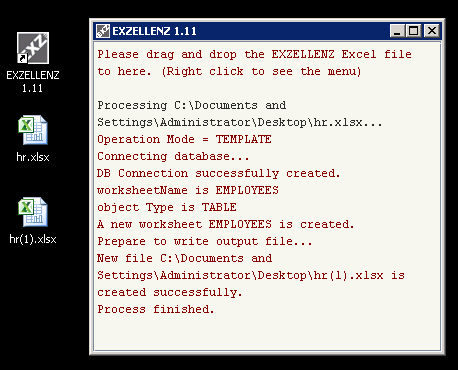 EXZELLENZ
1.11
hr.xlsx
hr(1).xlsx
EXZELLENZ 1.11
Please drag and drop the EXZELLENZ Excel file
to here. (Right click to see the menu)
Processing C:\Documents and
Settings\Administrator\Desktop\hr.xlsx...
Operation Mode = TEMPLATE
Connecting database...
DB Connection successfully created.
worksheetName is EMPLOYEES
object Type is TABLE
A new worksheet EMPLOYEES is created.
Prepare to write output file...
New file C:\Documents and
Settings\Administrator\Desktop\hr(1).xlsx is
created successfully.
Process finished.